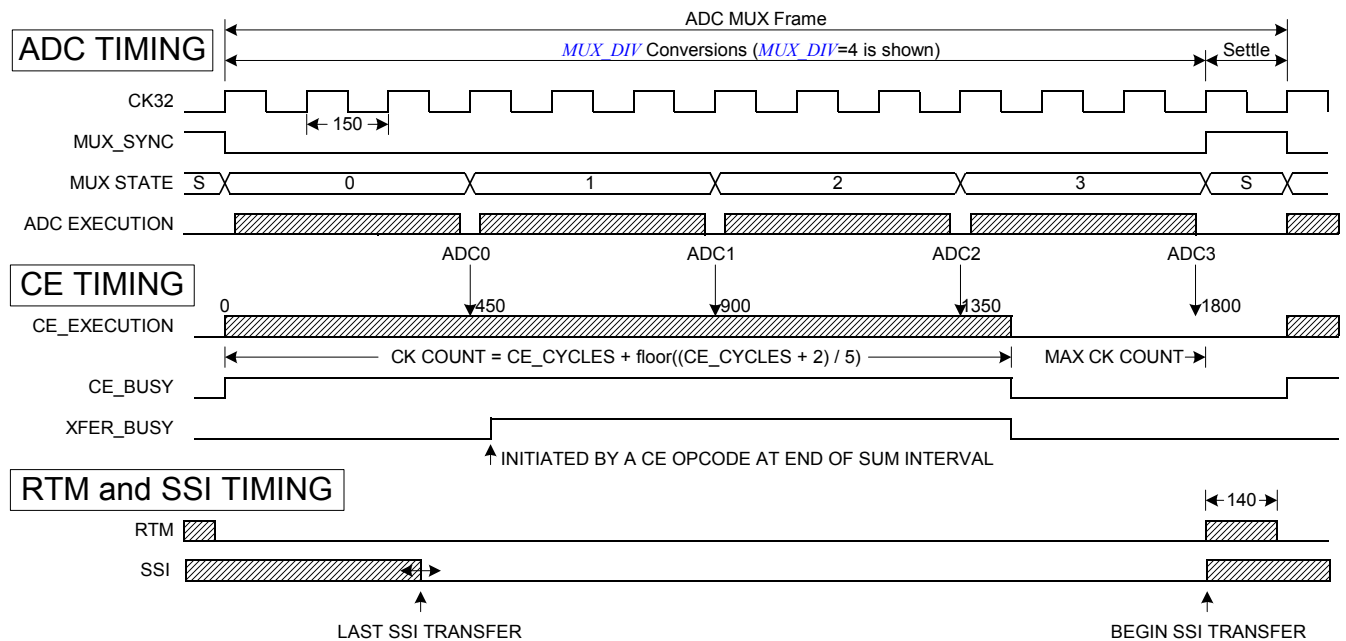 ADC MUX Frame
ADC TIMING
MUX_DIV Conversions (MUX_DIV=4 is shown)
Settle
CK32
150
MUX_SYNC
MUX STATE
S
0
1
2
3
S
ADC EXECUTION
ADC0
ADC1
ADC2
ADC3
CE TIMING
0
450
900
1350
1800
CE_EXECUTION
CK COUNT = CE_CYCLES + floor((CE_CYCLES + 2) / 5)
MAX CK COUNT
CE_BUSY
XFER_BUSY
INITIATED BY A CE OPCODE AT END OF SUM INTERVAL
RTM and SSI TIMING
140
RTM
SSI
LAST SSI TRANSFER
BEGIN SSI TRANSFER